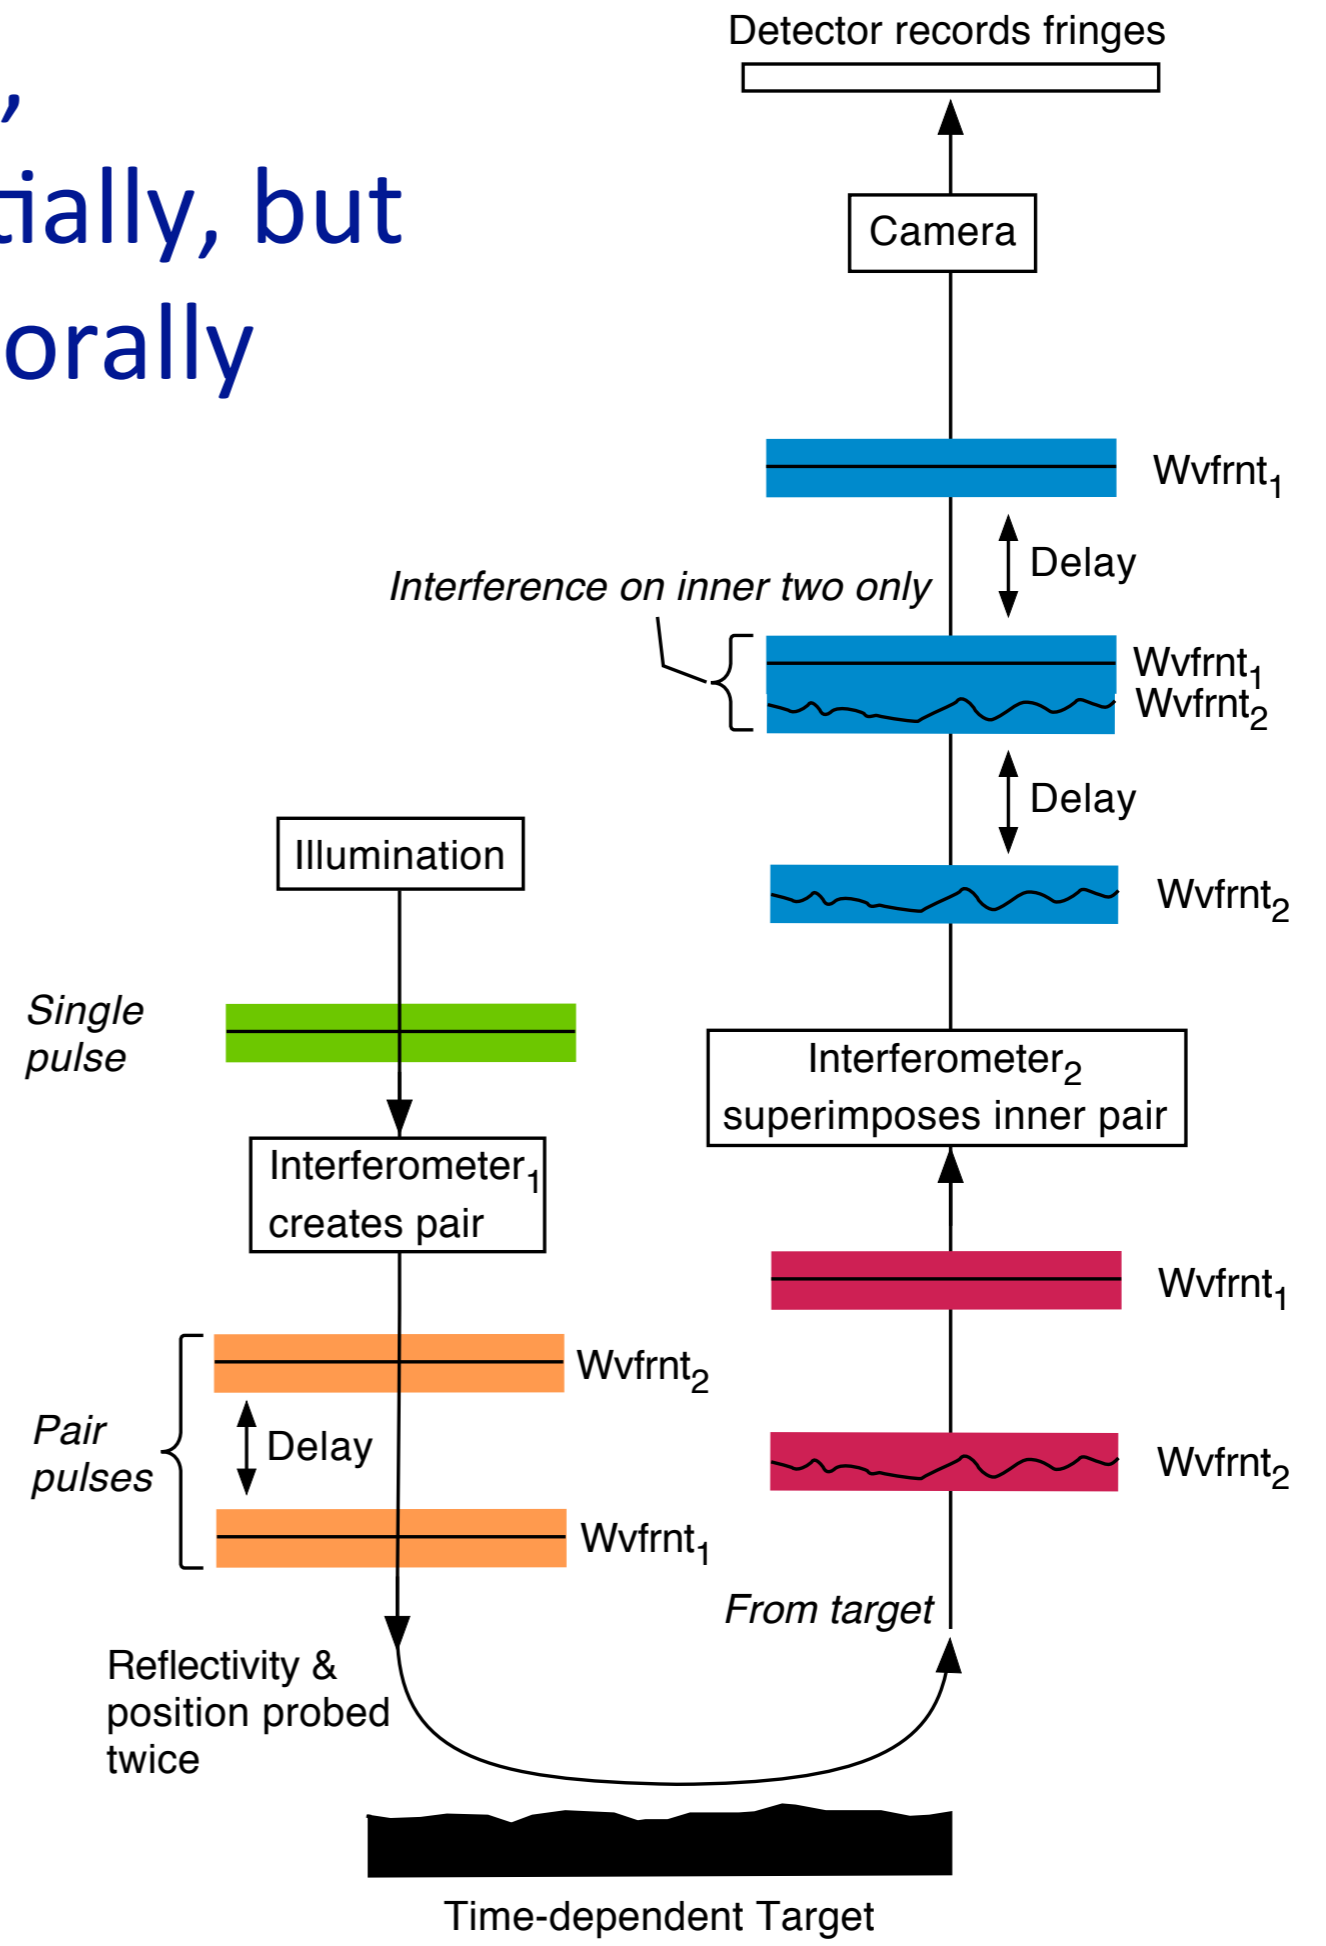 Detector records fringes
,
tially, but
orally
Camera
Wvfrnt1
Delay
Interference on inner two only
Wvfrnt1
Wvfrnt2
Delay
Illumination
Wvfrnt2
Single
pulse
Interferometer2
superimposes inner pair
Interferometer1
creates pair
Wvfrnt1
Wvfrnt2
Pair
pulses
Delay
Wvfrnt2
Wvfrnt1
From target
Reflectivity &
position probed
twice
Time-dependent Target